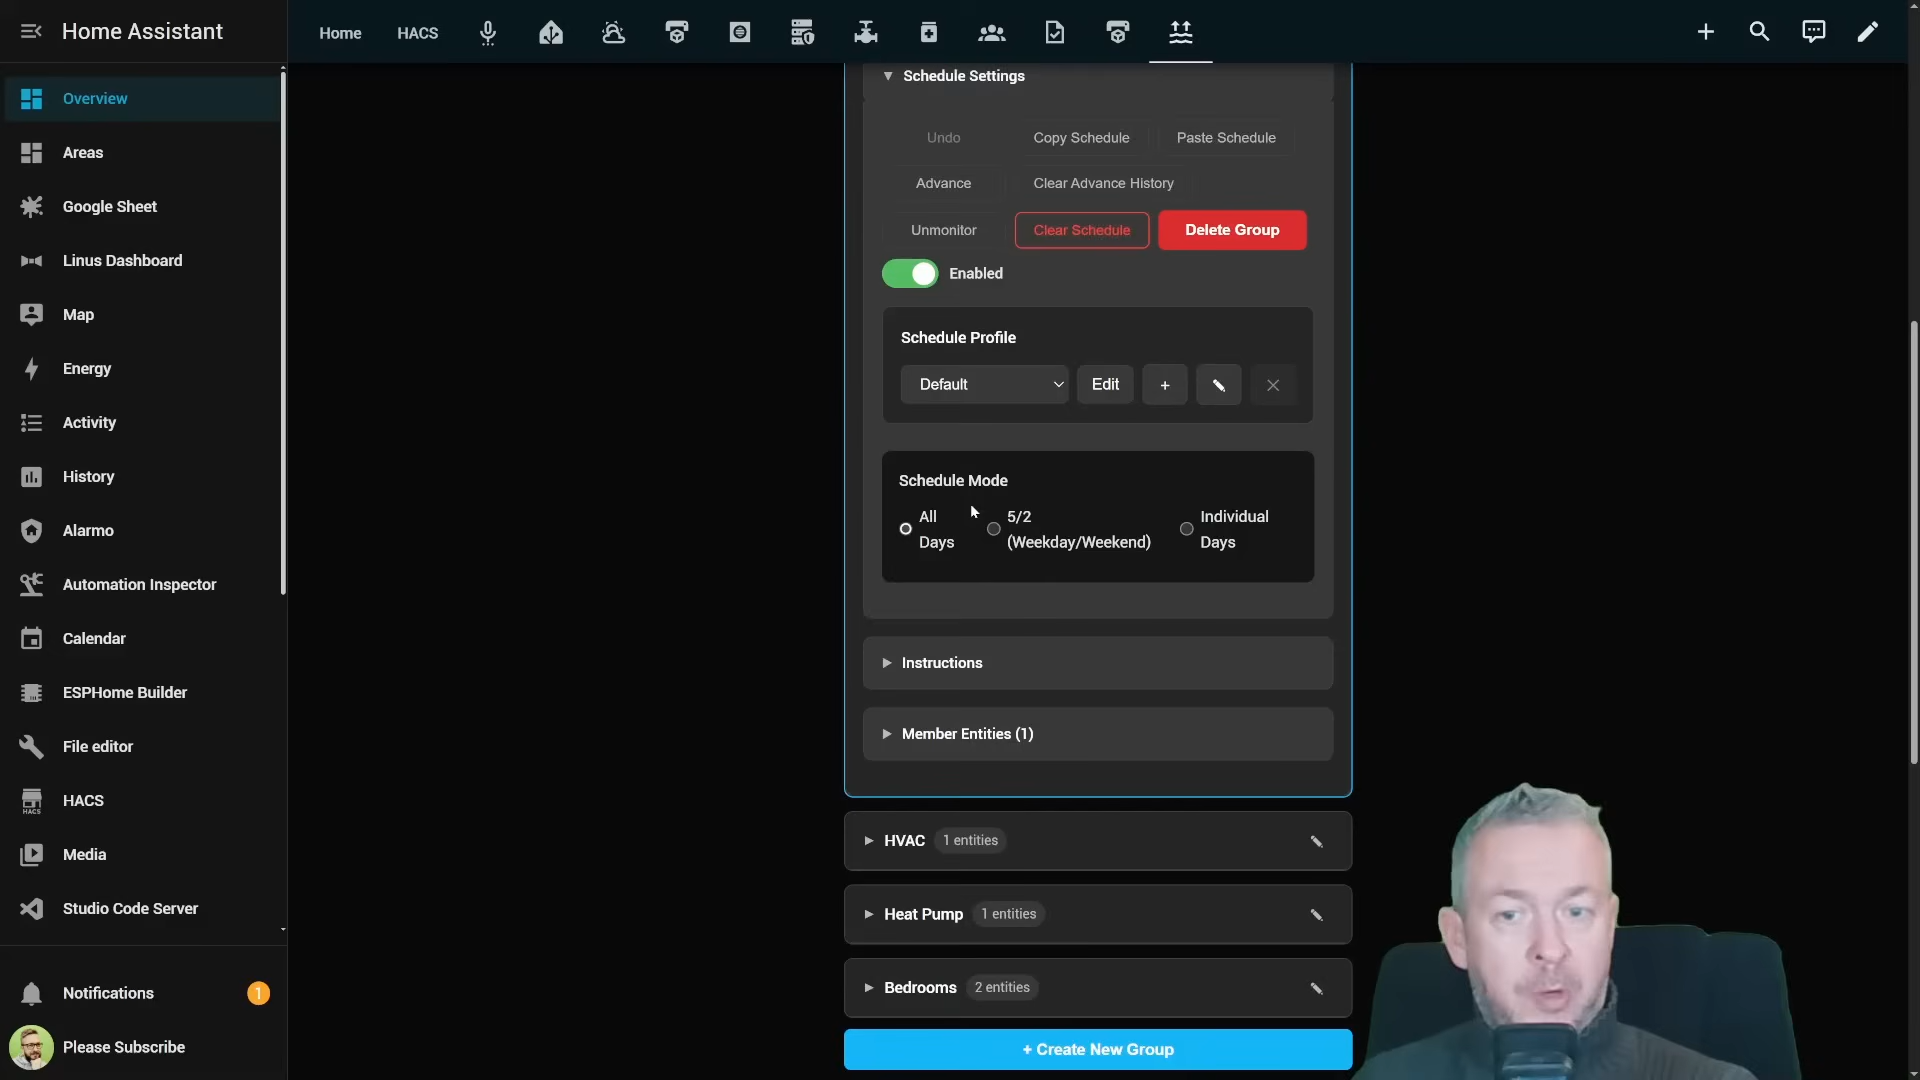 Home Assistant
Home
HACS
Overview
Areas
Google Sheet
Linus Dashboard
Map
Energy
Activity
History
Alarmo
Automation Inspector
Calendar
ESPHome Builder
File editor
HACS
HACS
Media
Studio Code Server
Notifications
1
Please Subscribe
▼ Schedule Settings
Undo
Copy Schedule
Paste Schedule
Advance
Clear Advance History
Unmonitor
Clear Schedule
Delete Group
Enabled
Schedule Profile
Default
Edit
+
Schedule Mode
All
Days
5/2
(Weekday/Weekend)
Individual
Days
▶ Instructions
▶ Member Entities (1)
▶ HVAC 1 entities
▶ Heat Pump 1 entities
▶ Bedrooms 2 entities
+ Create New Group